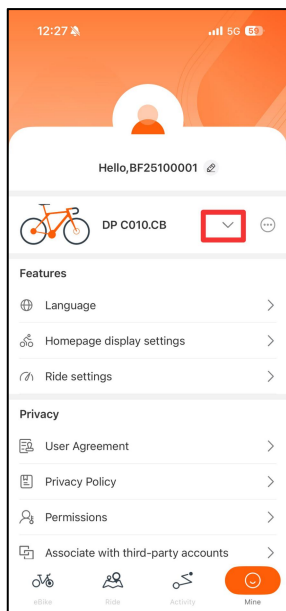 12:27
5G 50
Hello,BF25100001
DP C010.CB
Features
Language
Homepage display settings
Ride settings
Privacy
User Agreement
Privacy Policy
Permissions
Associate with third-party accounts
eBike
Ride
Activity
Mine